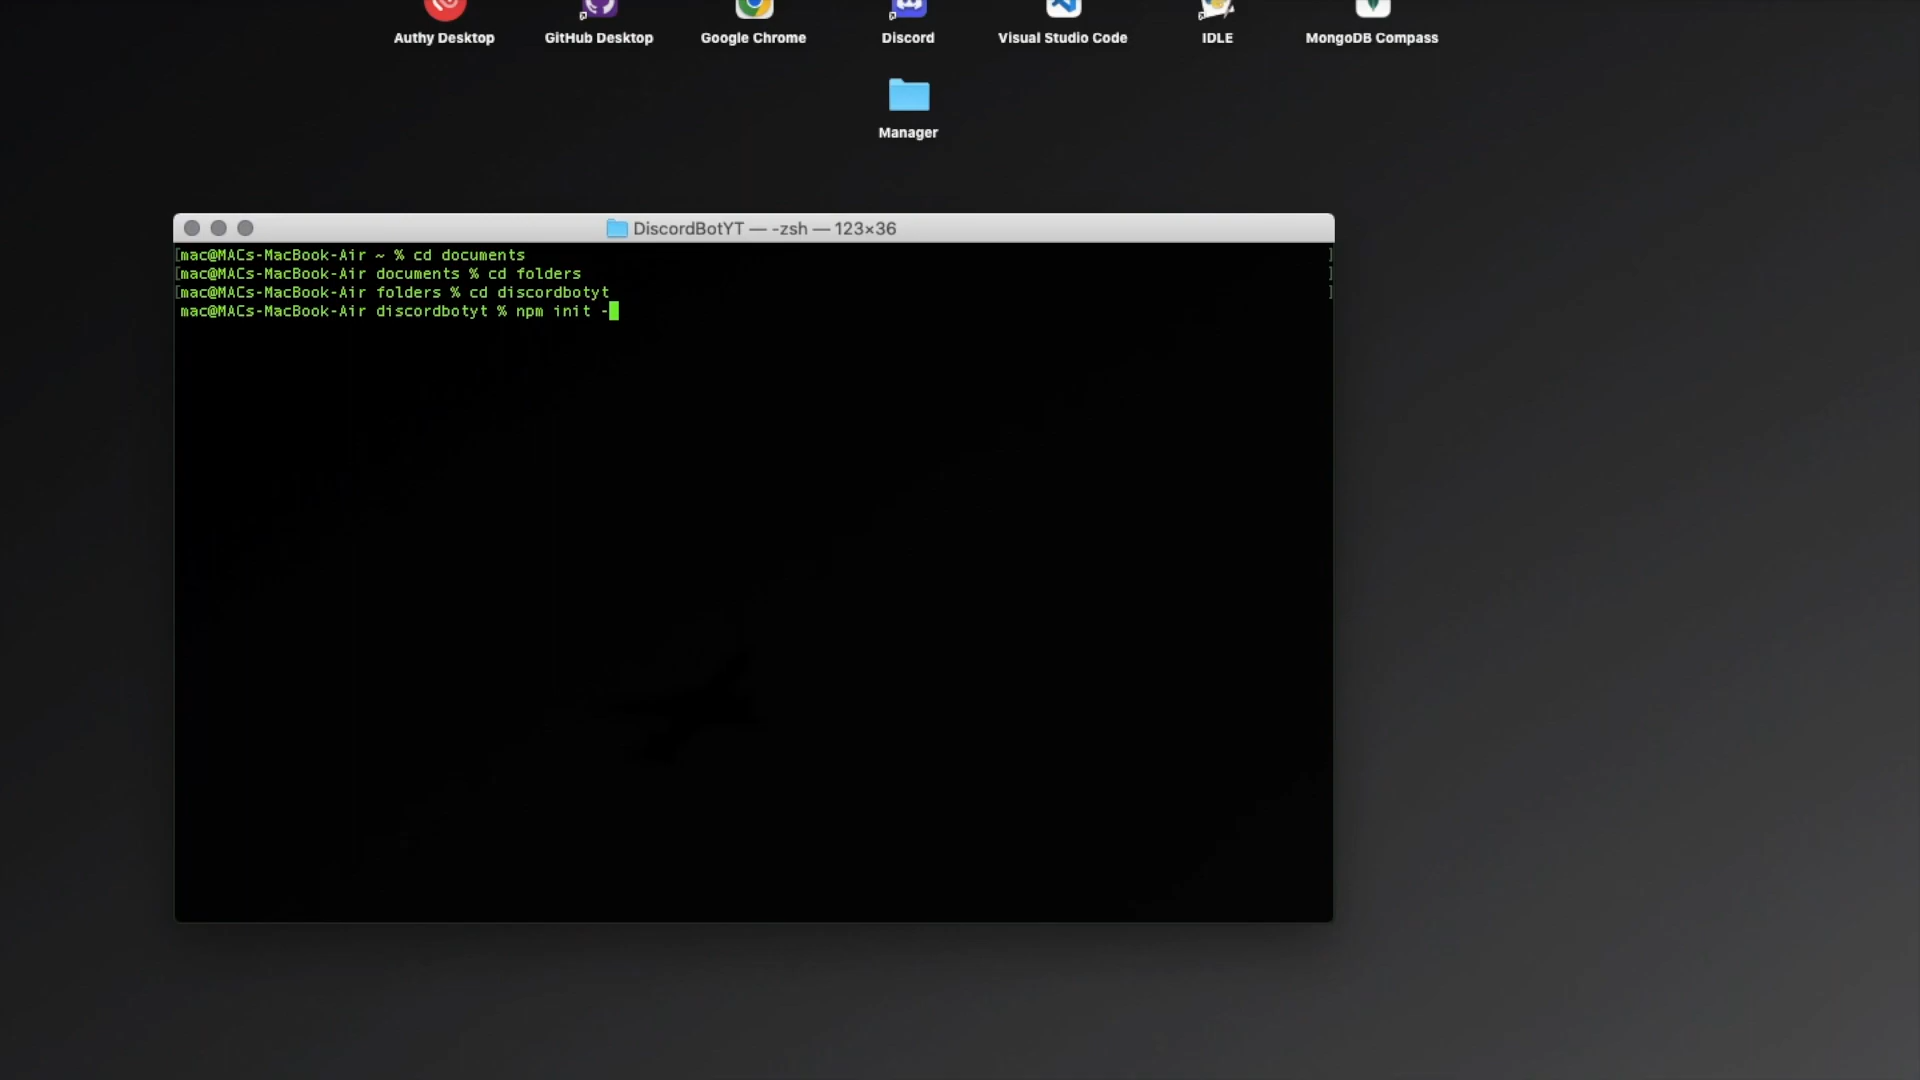 Authy Desktop
GitHub Desktop
Google Chrome
Discord
Visual Studio Code
IDLE
MongoDB Compass
Manager
DiscordBotYT — -zsh — 123×36
[mac@MACs-MacBook-Air ~ % cd documents ]
[mac@MACs-MacBook-Air documents % cd folders ]
[mac@MACs-MacBook-Air folders % cd discordbotyt ]
mac@MACs-MacBook-Air discordbotyt % npm init -